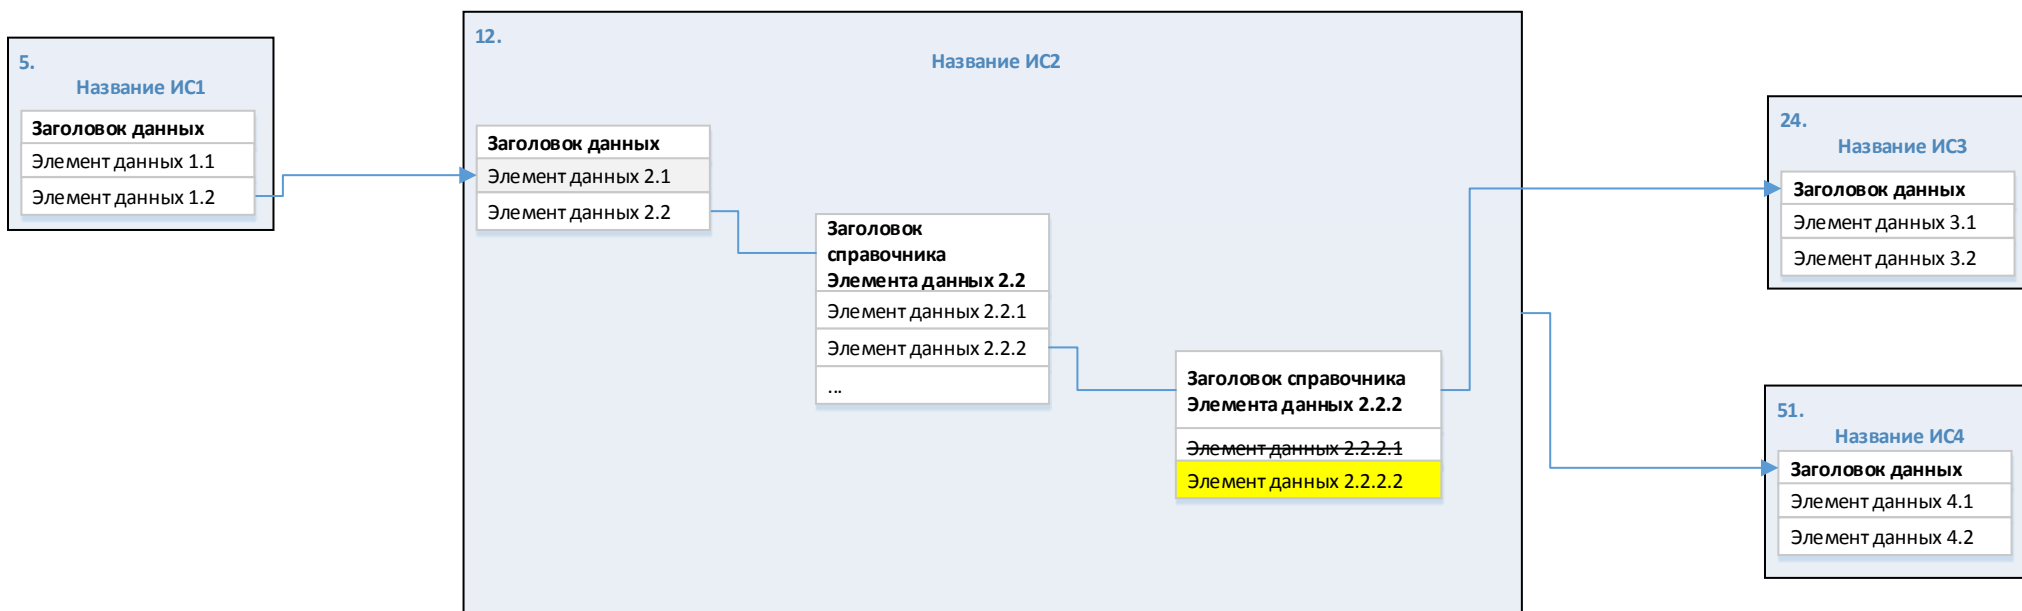 5.
Название ИС1
Заголовок данных
Элемент данных 1.1
Элемент данных 1.2
12.
Название ИС2
Заголовок данных
Элемент данных 2.1
Элемент данных 2.2
Заголовок
справочника
Элемента данных 2.2
Элемент данных 2.2.1
Элемент данных 2.2.2
...
Заголовок справочника
Элемента данных 2.2.2
Элемент данных 2.2.2.1
Элемент данных 2.2.2.2
24.
Название ИС3
Заголовок данных
Элемент данных 3.1
Элемент данных 3.2
51.
Название ИС4
Заголовок данных
Элемент данных 4.1
Элемент данных 4.2